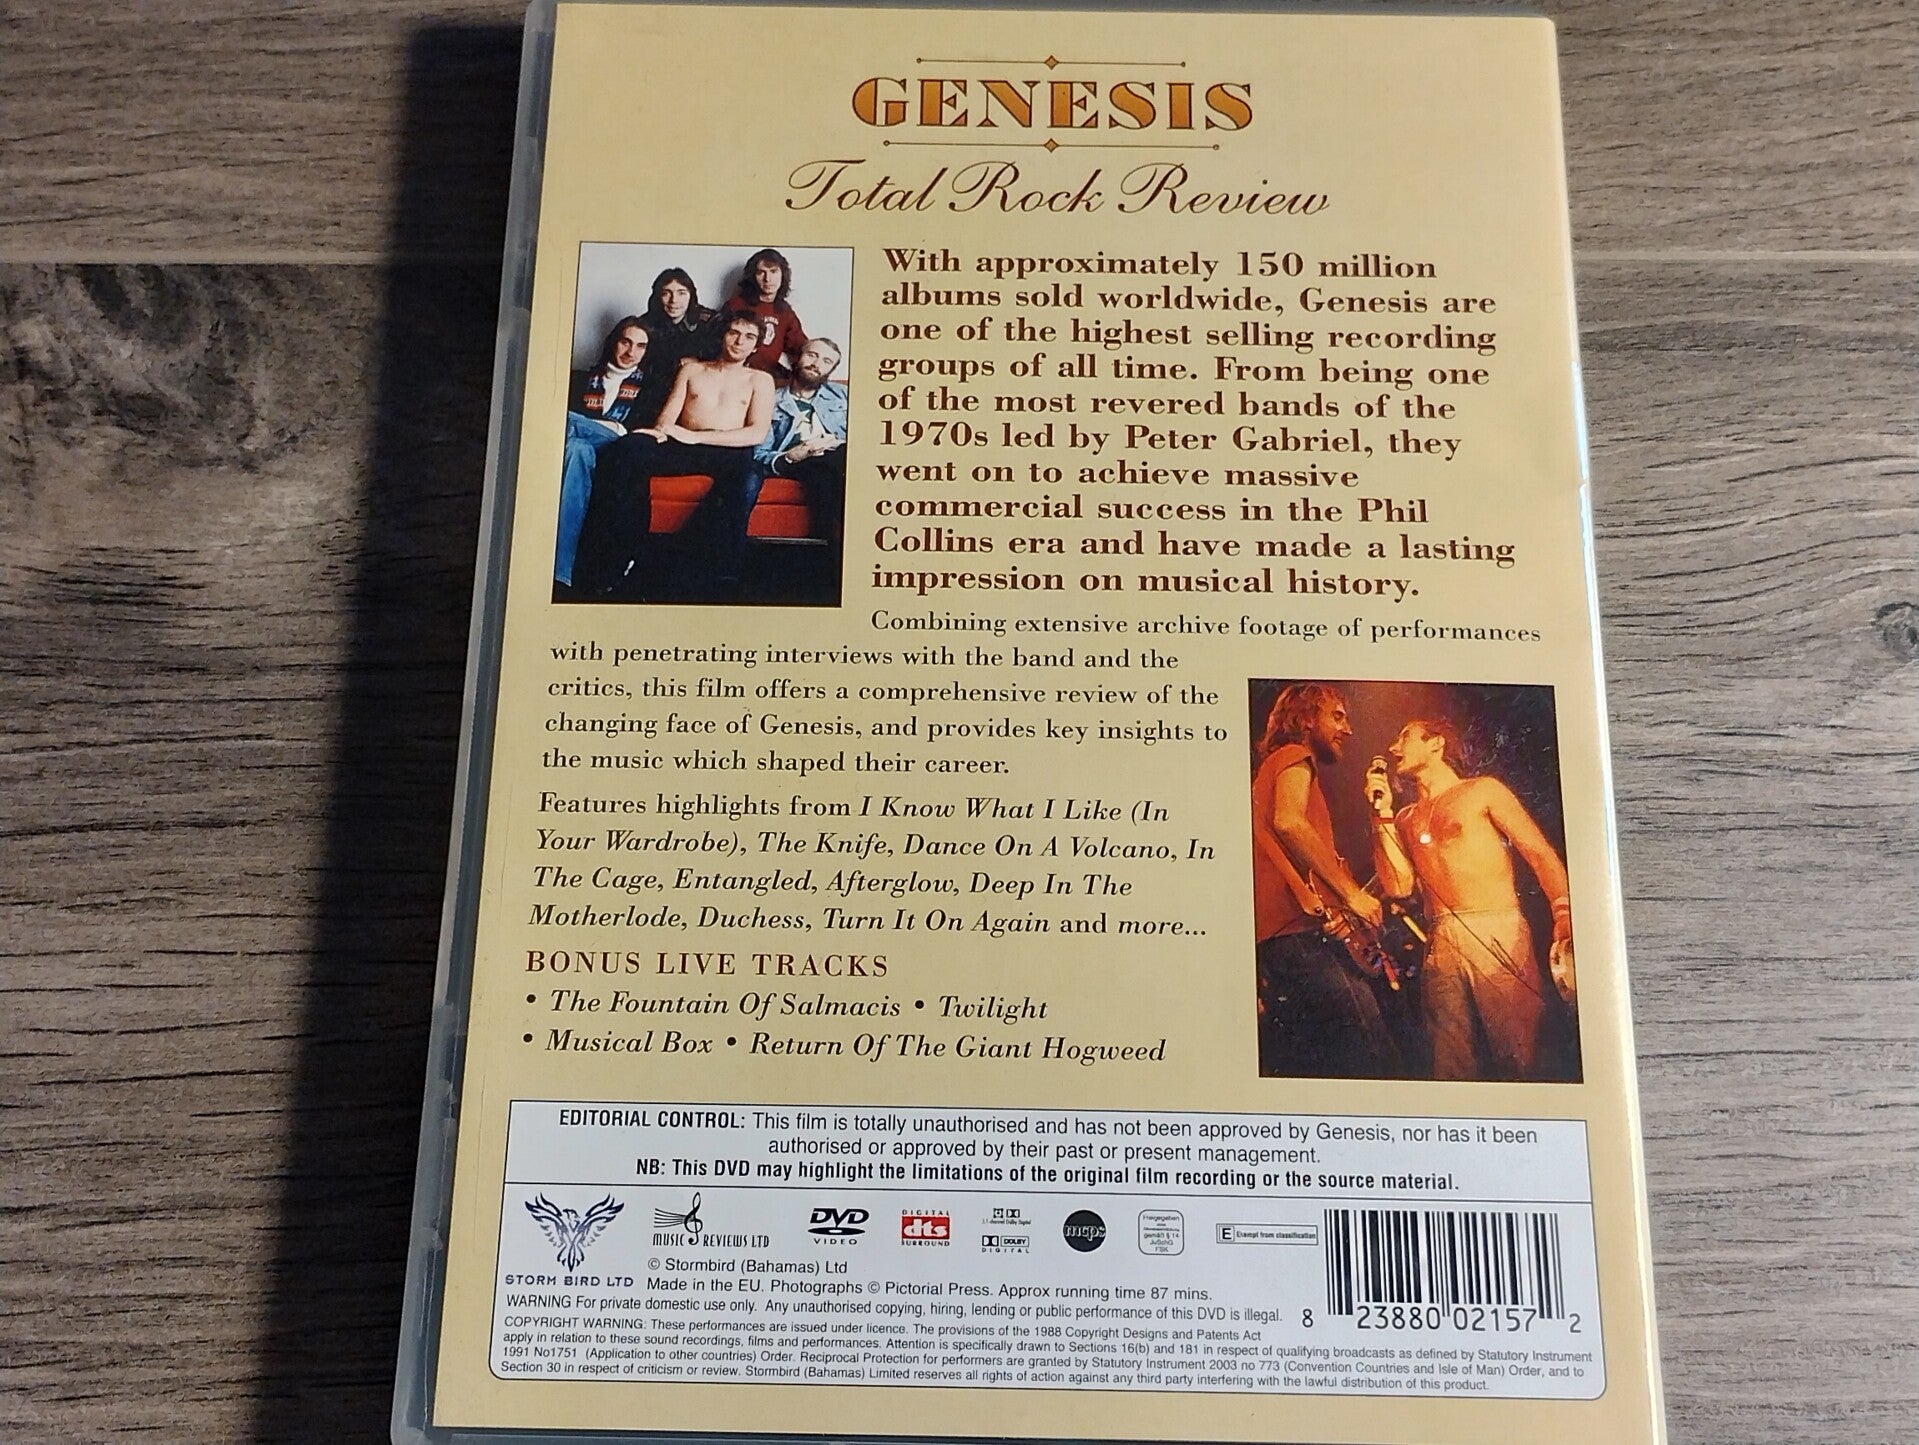 GENESIS
Total Rock Review
With approximately 150 million
albums sold worldwide, Genesis are
one of the highest selling recording
groups of all time. From being one
of the most revered bands of the
1970s led by Peter Gabriel, they
went on to achieve massive
commercial success in the Phil
Collins era and have made a lasting
impression on musical history.
Combining extensive archive footage of performances
with penetrating interviews with the band and the
critics, this film offers a comprehensive review of the
changing face of Genesis, and provides key insights to
the music which shaped their career.
Features highlights from I Know What I Like (In
Your Wardrobe), The Knife, Dance On A Volcano, In
The Cage, Entangled, Afterglow, Deep In The
Motherlode, Duchess, Turn It On Again and more...
BONUS LIVE TRACKS
• The Fountain Of Salmacis • Twilight
• Musical Box • Return Of The Giant Hogweed
EDITORIAL CONTROL: This film is totally unauthorised and has not been approved by Genesis, nor has it been
authorised or approved by their past or present management.
NB: This DVD may highlight the limitations of the original film recording or the source material.
STORM BIRD LTD
MUSIC REVIEWS LTD
DVD
VIDEO
DIGITAL
dts
SURROUND
DOLBY
DIGITAL
mcps
Freigegeben
gemäß § 14
JuSchG
FSK
E Exempt from classification
© Stormbird (Bahamas) Ltd
Made in the EU. Photographs © Pictorial Press. Approx running time 87 mins.
WARNING For private domestic use only. Any unauthorised copying, hiring, lending or public performance of this DVD is illegal.
COPYRIGHT WARNING: These performances are issued under licence. The provisions of the 1988 Copyright Designs and Patents Act
apply in relation to these sound recordings, films and performances. Attention is specifically drawn to Sections 16(b) and 181 in respect of qualifying broadcasts as defined by Statutory Instrument
1991 No1751 (Application to other countries) Order. Reciprocal Protection for performers are granted by Statutory Instrument 2003 no 773 (Convention Countries and Isle of Man) Order, and to
Section 30 in respect of criticism or review. Stormbird (Bahamas) Limited reserves all rights of action against any third party interfering with the lawful distribution of this product.
8 23880 02157 2